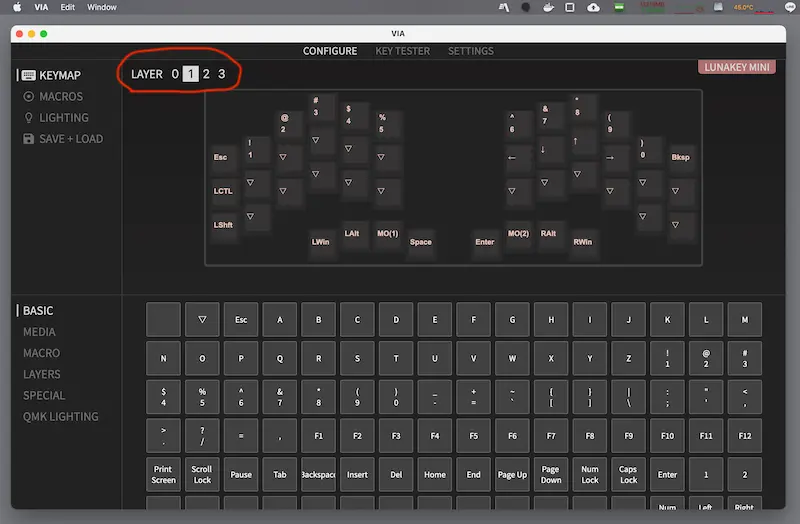 VIA Edit Window
45.0°C
VIA
CONFIGURE KEY TESTER SETTINGS
KEYMAP
MACROS
LIGHTING
SAVE + LOAD
LAYER 0 1 2 3
LUNAKEY MINI
# *
3 8
@ $ % ^ & (
2 4 5 6 7 9
! )
1 0
Esc ▽ ▽ ▽ ▽ ← ↓ ↑ → Bksp
LCTL ▽ ▽ ▽ ▽ ▽ ▽ ▽ ▽ ▽ ▽ ▽
LShft ▽ ▽ ▽
LWin LAlt MO(1) Space Enter MO(2) RAlt RWin
BASIC
MEDIA
MACRO
LAYERS
SPECIAL
QMK LIGHTING
▽ Esc A B C D E F G H I J K L M
N O P Q R S T U V W X Y Z ! @ #
1 2 3
$ % ^ & * ( ) _ + ~ { } | : " <
4 5 6 7 8 9 0 - = ` [ ] \ ; ' ,
> ? = , F1 F2 F3 F4 F5 F6 F7 F8 F9 F10 F11 F12
. /
Print Screen Scroll Lock Pause Tab Backspace Insert Del Home End Page Up Page Down Num Lock Caps Lock Enter 1 2
Num Left Right